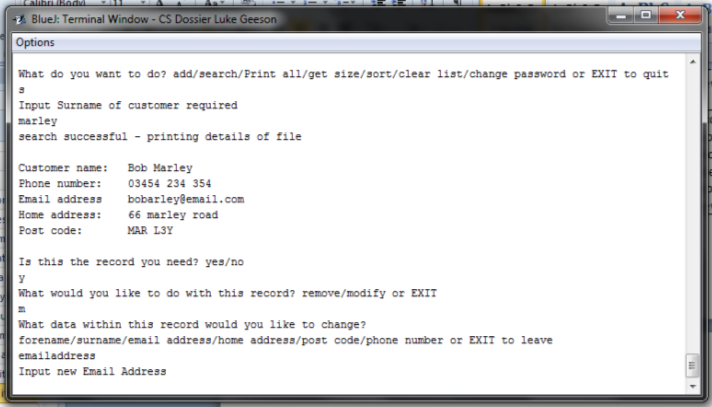 Calibri (Body) 11
BlueJ: Terminal Window - CS Dossier Luke Geeson
Options
What do you want to do? add/search/Print all/get size/sort/clear list/change password or EXIT to quit
s
Input Surname of customer required
marley
search successful - printing details of file
Customer name: Bob Marley
Phone number: 03454 234 354
Email address bobarley@email.com
Home address: 66 marley road
Post code: MAR L3Y
Is this the record you need? yes/no
y
What would you like to do with this record? remove/modify or EXIT
m
What data within this record would you like to change?
forename/surname/email address/home address/post code/phone number or EXIT to leave
emailaddress
Input new Email Address